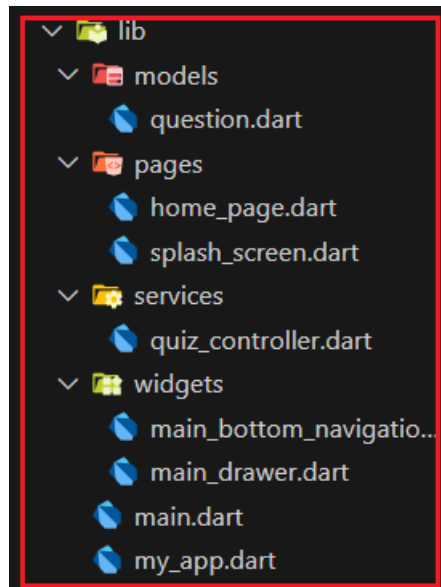 lib
models
question.dart
pages
home_page.dart
splash_screen.dart
services
quiz_controller.dart
widgets
main_bottom_navigatio...
main_drawer.dart
main.dart
my_app.dart